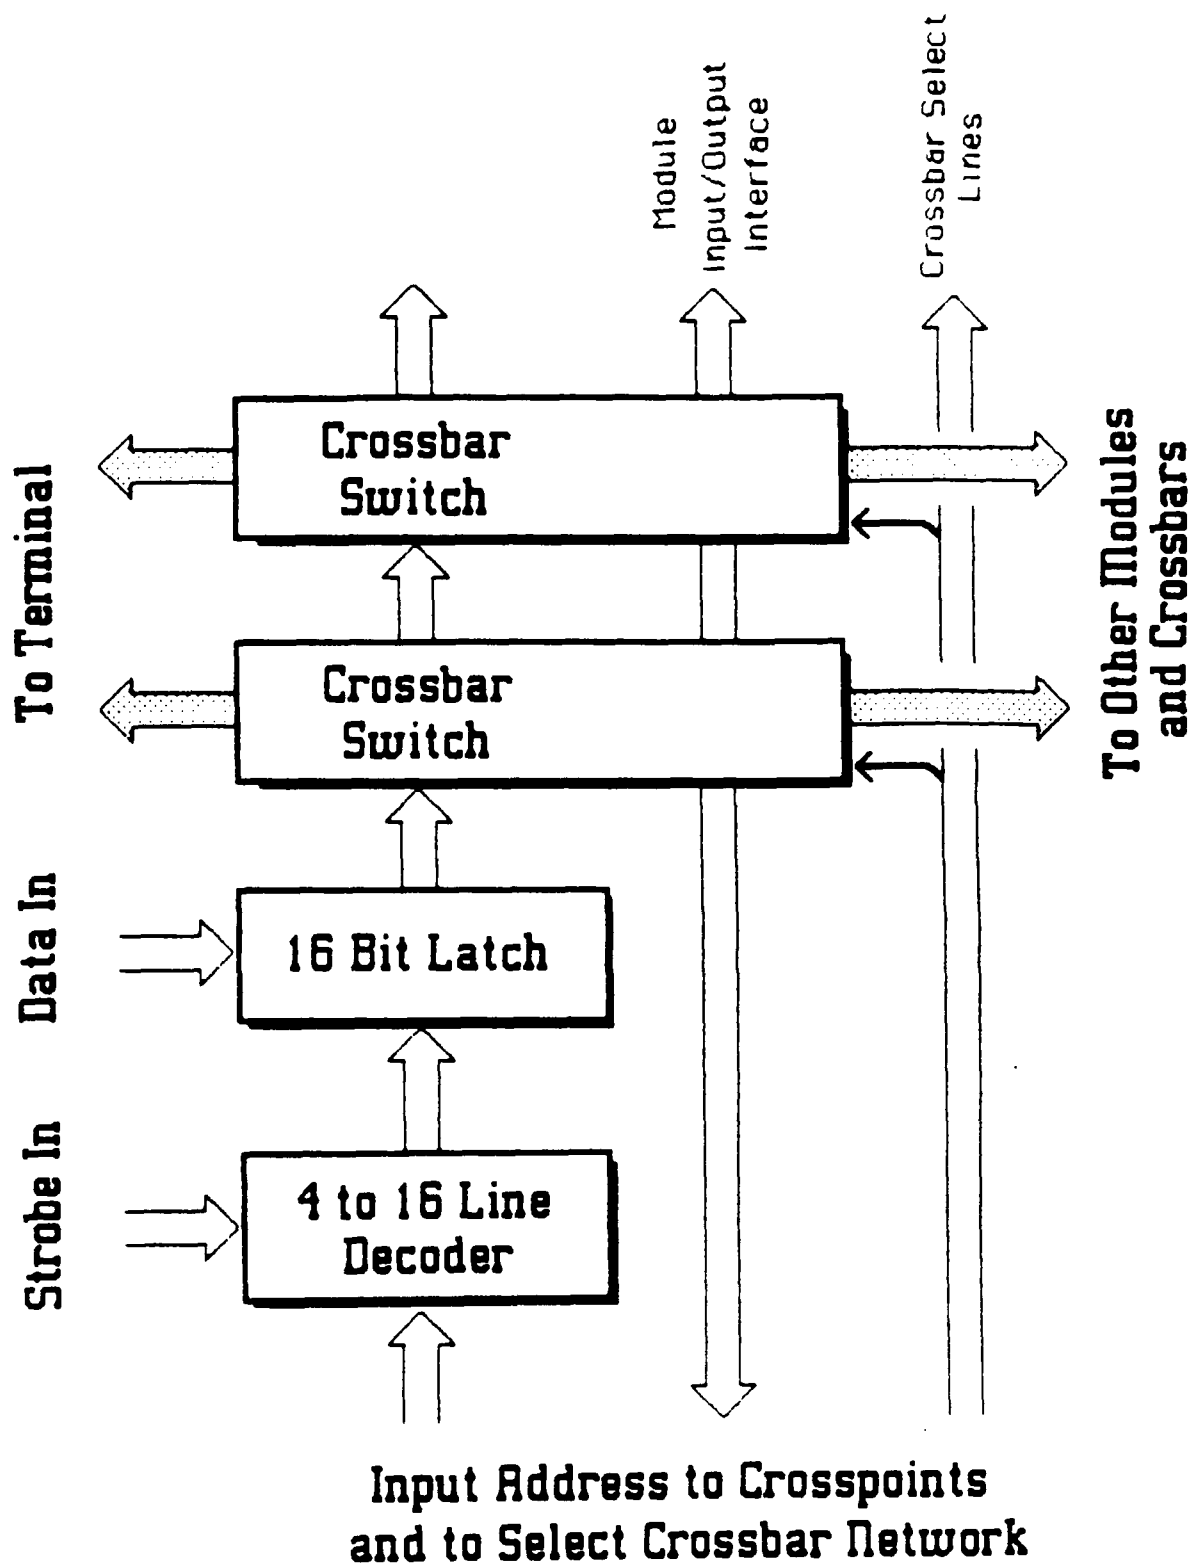 Module
Input/Output
Interface
Crossbar Select
Lines
To Terminal
Crossbar
Switch
Crossbar
Switch
To Other Modules
and Crossbars
Data In
16 Bit Latch
Strobe In
4 to 16 Line
Decoder
Input Address to Crosspoints
and to Select Crossbar Network